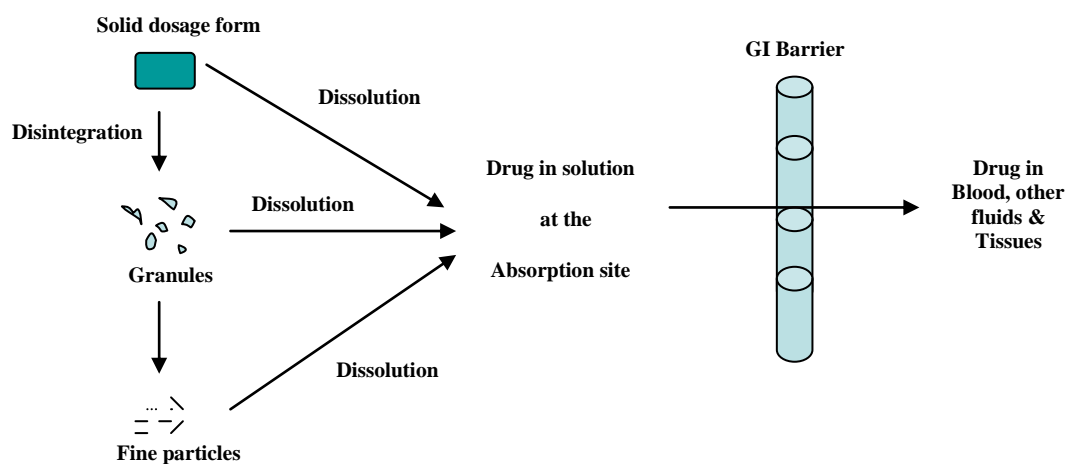 Solid dosage form
GI Barrier
Dissolution
Disintegration
Drug in solution
at the
Absorption site
Drug in
Blood, other
fluids &
Tissues
Dissolution
Granules
Dissolution
Fine particles